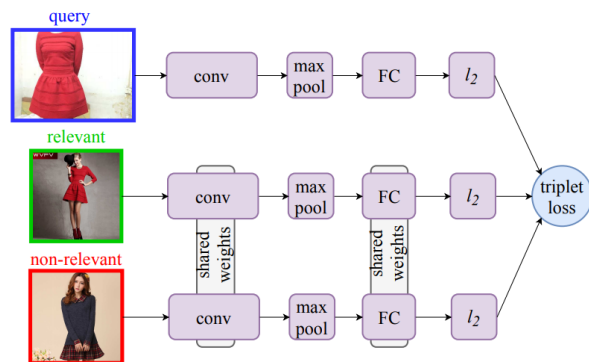 query
conv
max
pool
FC
l2
relevant
conv
max
pool
FC
l2
triplet
loss
shared
weights
shared
weights
non-relevant
conv
max
pool
FC
l2